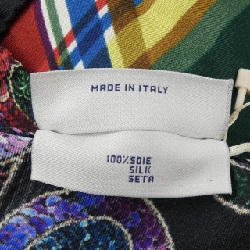 MADE IN ITALY
100% SOIE
SILK
SETA